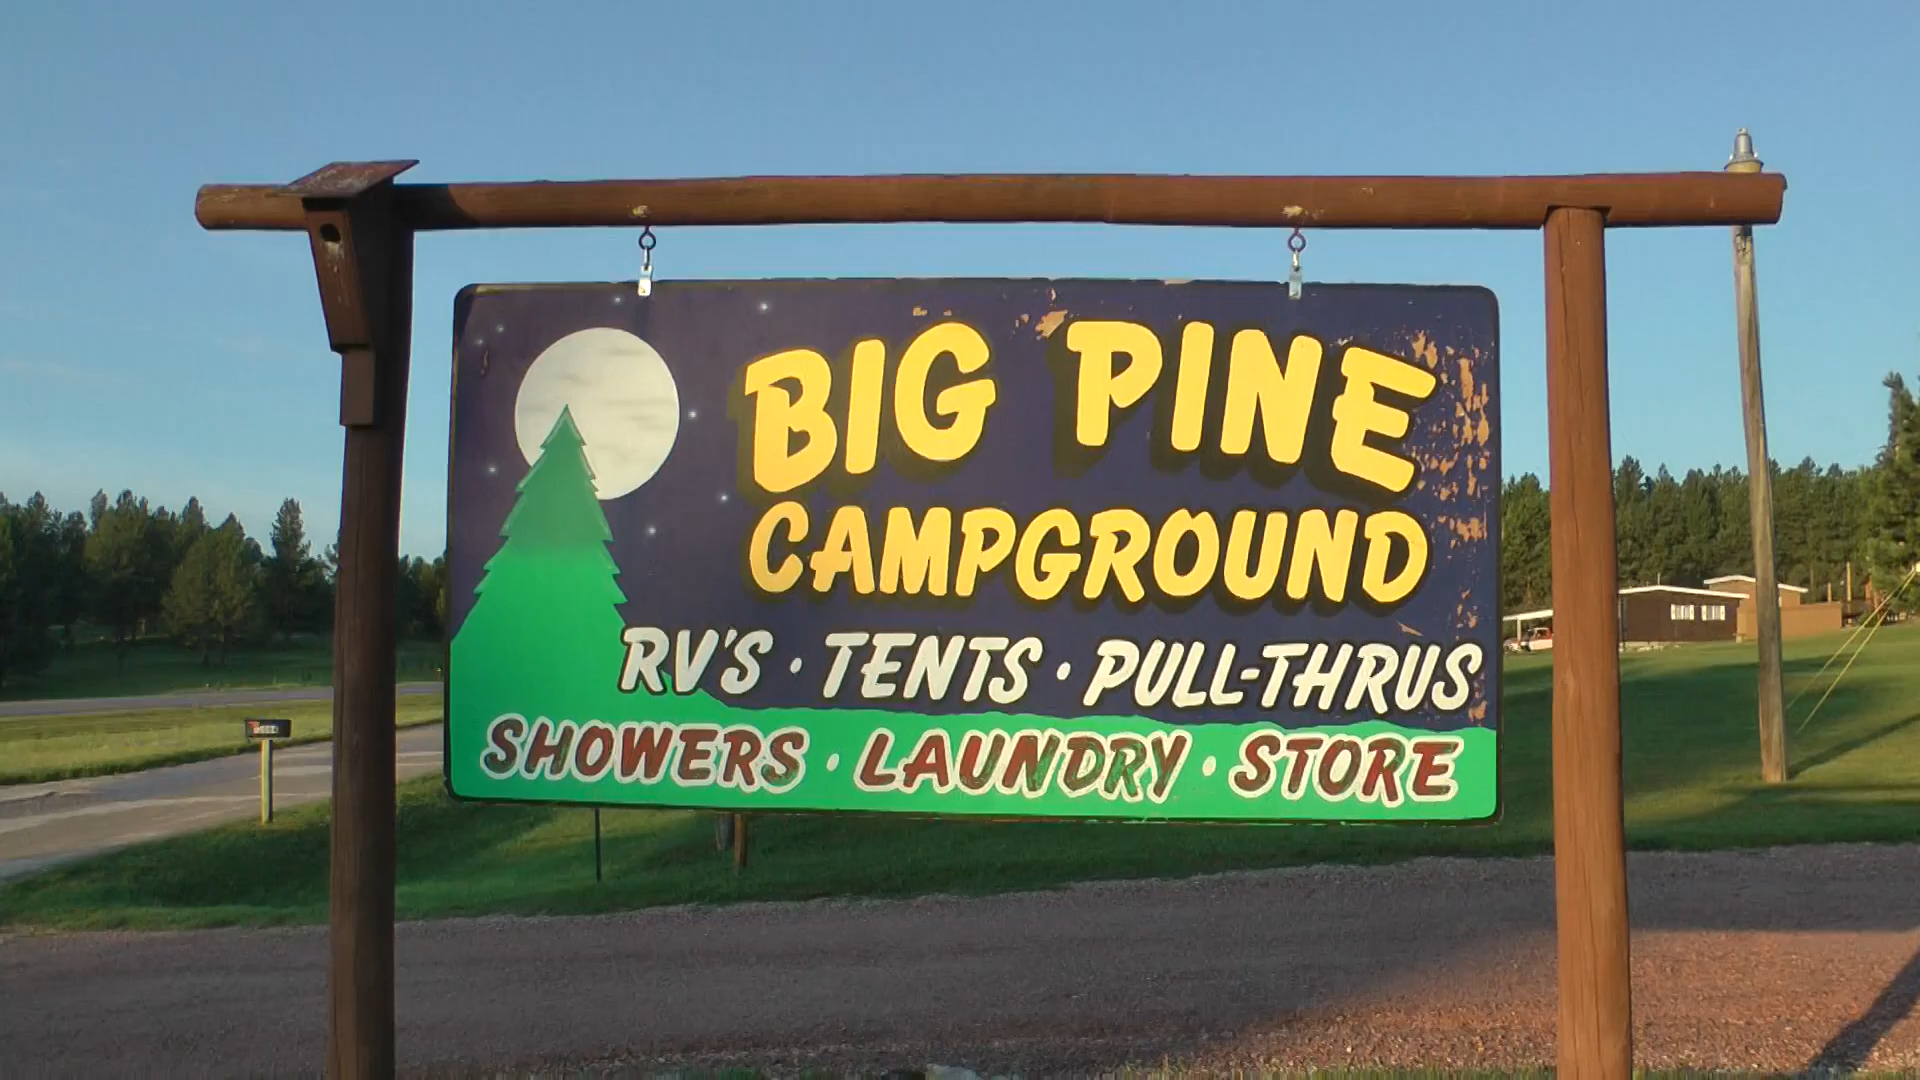 BIG PINE
CAMPGROUND
RV'S · TENTS · PULL-THRUS
SHOWERS · LAUNDRY · STORE